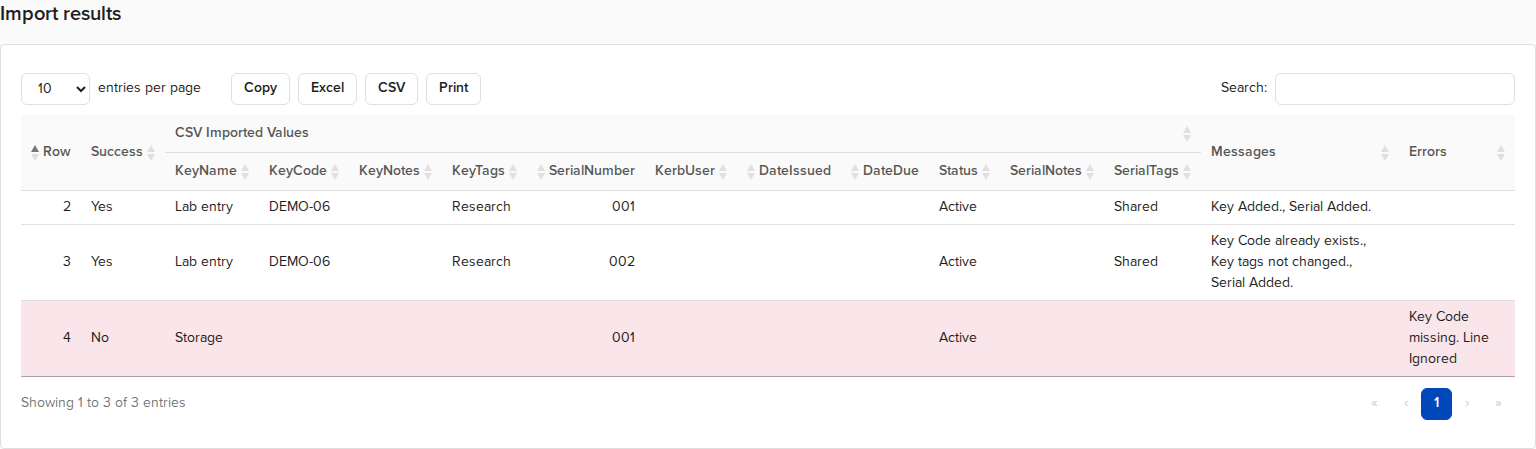 Import results
10 entries per page Copy Excel CSV Print Search:
CSV Imported Values
Row Success Messages Errors
KeyName KeyCode KeyNotes KeyTags SerialNumber KerbUser DateIssued DateDue Status SerialNotes SerialTags
2 Yes Lab entry DEMO-06 Research 001 Active Shared Key Added., Serial Added.
Key Code already exists.,
3 Yes Lab entry DEMO-06 Research 002 Active Shared Key tags not changed.,
Serial Added.
Key Code
4 No Storage 001 Active missing. Line
Ignored
Showing 1 to 3 of 3 entries « ‹ 1 › »